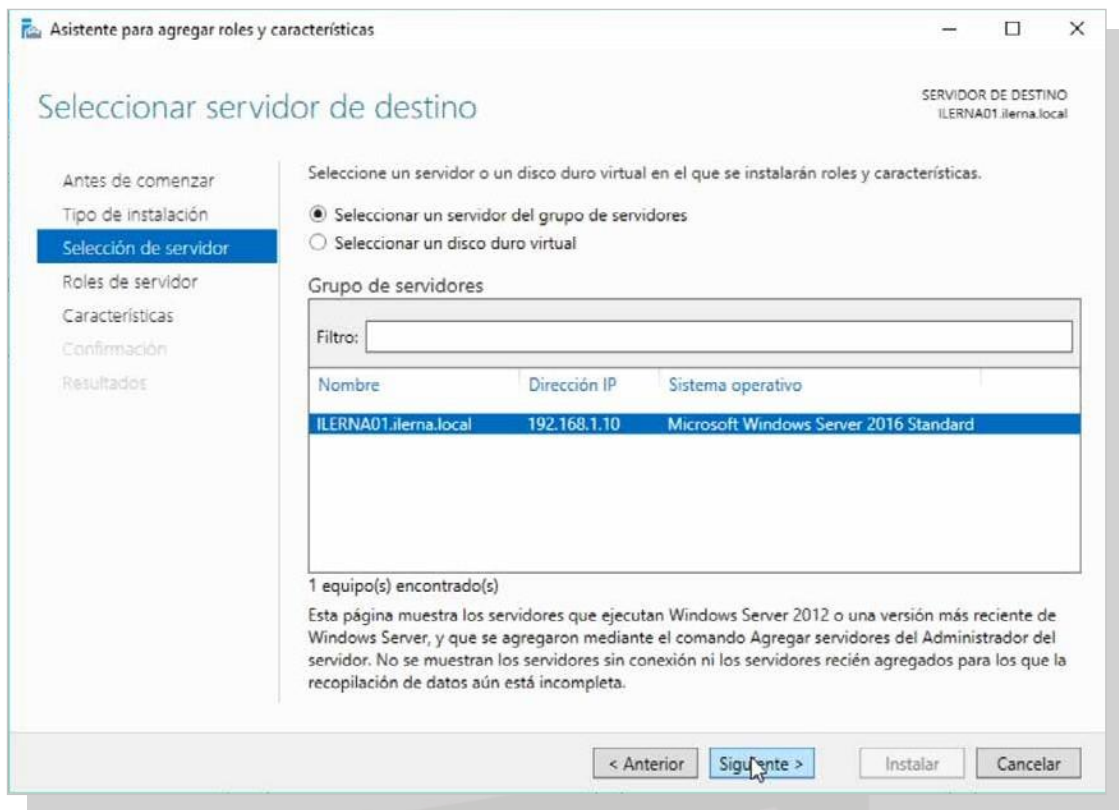 Asistente para agregar roles y características
Seleccionar servidor de destino
SERVIDOR DE DESTINO
ILERNA01.ilerna.local
Antes de comenzar
Tipo de instalación
Selección de servidor
Roles de servidor
Características
Confirmación
Resultados
Seleccione un servidor o un disco duro virtual en el que se instalarán roles y características.
Seleccionar un servidor del grupo de servidores
Seleccionar un disco duro virtual
Grupo de servidores
Filtro:
Nombre Dirección IP Sistema operativo
ILERNA01.ilerna.local 192.168.1.10 Microsoft Windows Server 2016 Standard
1 equipo(s) encontrado(s)
Esta página muestra los servidores que ejecutan Windows Server 2012 o una versión más reciente de
Windows Server, y que se agregaron mediante el comando Agregar servidores del Administrador del
servidor. No se muestran los servidores sin conexión ni los servidores recién agregados para los que la
recopilación de datos aún está incompleta.
< Anterior Siguiente > Instalar Cancelar